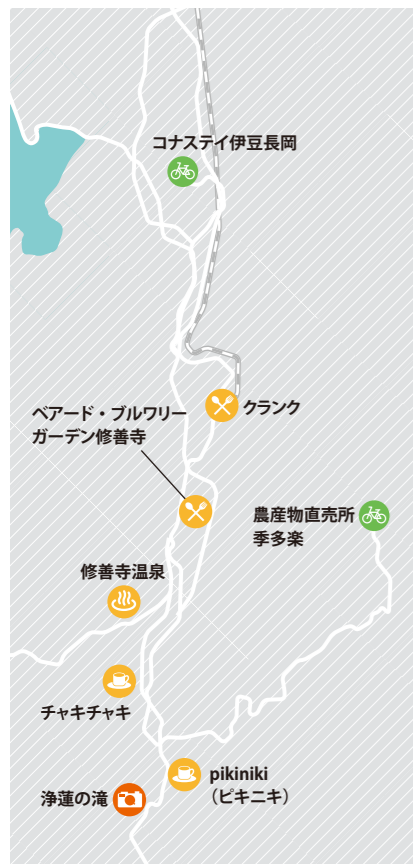 コナステイ伊豆長岡
クランク
ベアード・ブルワリー
ガーデン修善寺
農産物直売所
季多楽
修善寺温泉
チャキチャキ
pikiniki
（ピキニキ）
浄蓮の滝